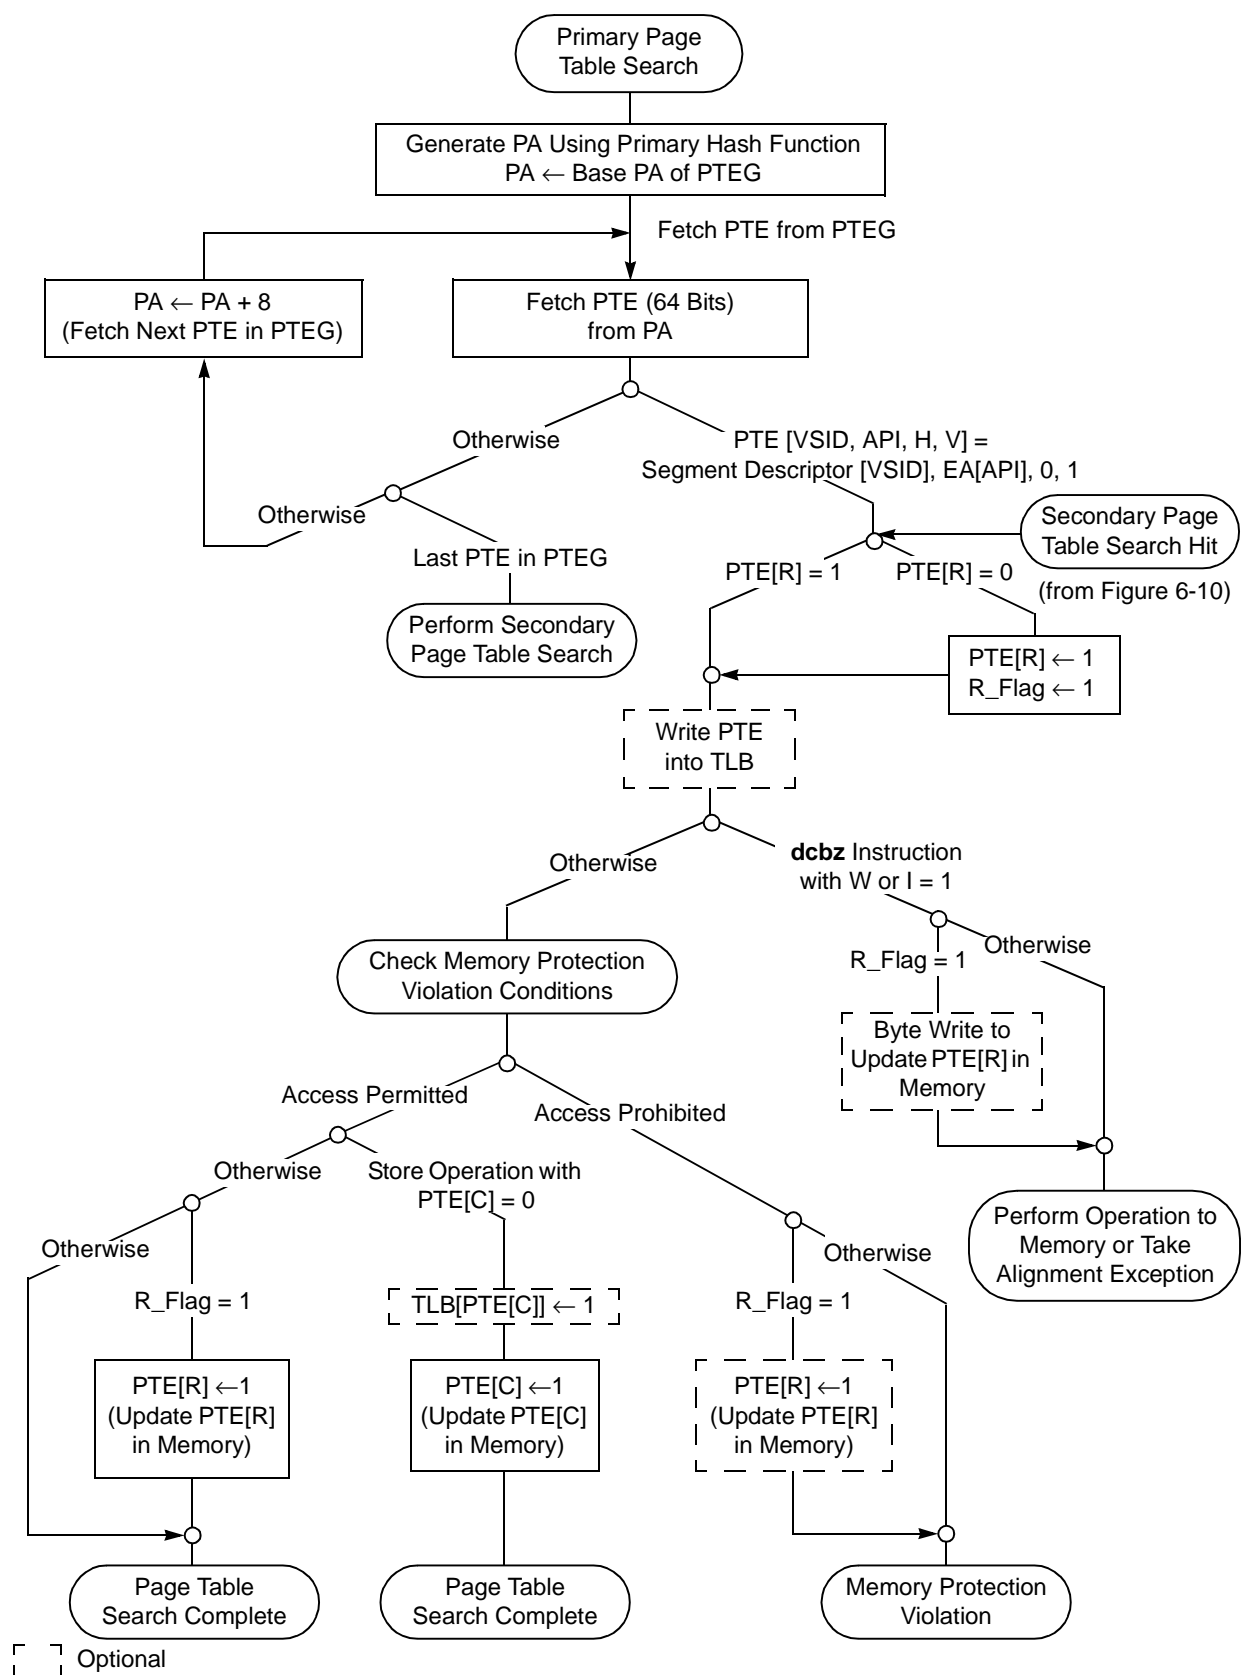 Primary Page
Table Search
Generate PA Using Primary Hash Function
PA ← Base PA of PTEG
Fetch PTE from PTEG
PA ← PA + 8
(Fetch Next PTE in PTEG)
Fetch PTE (64 Bits)
from PA
Otherwise
PTE [VSID, API, H, V] =
Segment Descriptor [VSID], EA[API], 0, 1
Otherwise
Last PTE in PTEG
Secondary Page
Table Search Hit
(from Figure 6-10)
PTE[R] = 1
PTE[R] = 0
Perform Secondary
Page Table Search
PTE[R] ← 1
R_Flag ← 1
Write PTE
into TLB
Otherwise
dcbz Instruction
with W or I = 1
Check Memory Protection
Violation Conditions
R_Flag = 1
Otherwise
Byte Write to
Update PTE[R] in
Memory
Access Permitted
Access Prohibited
Otherwise
Store Operation with
PTE[C] = 0
Perform Operation to
Memory or Take
Alignment Exception
Otherwise
R_Flag = 1
TLB[PTE[C]] ← 1
R_Flag = 1
Otherwise
PTE[R] ←1
(Update PTE[R]
in Memory)
PTE[C] ←1
(Update PTE[C]
in Memory)
PTE[R] ←1
(Update PTE[R]
in Memory)
Page Table
Search Complete
Page Table
Search Complete
Memory Protection
Violation
Optional